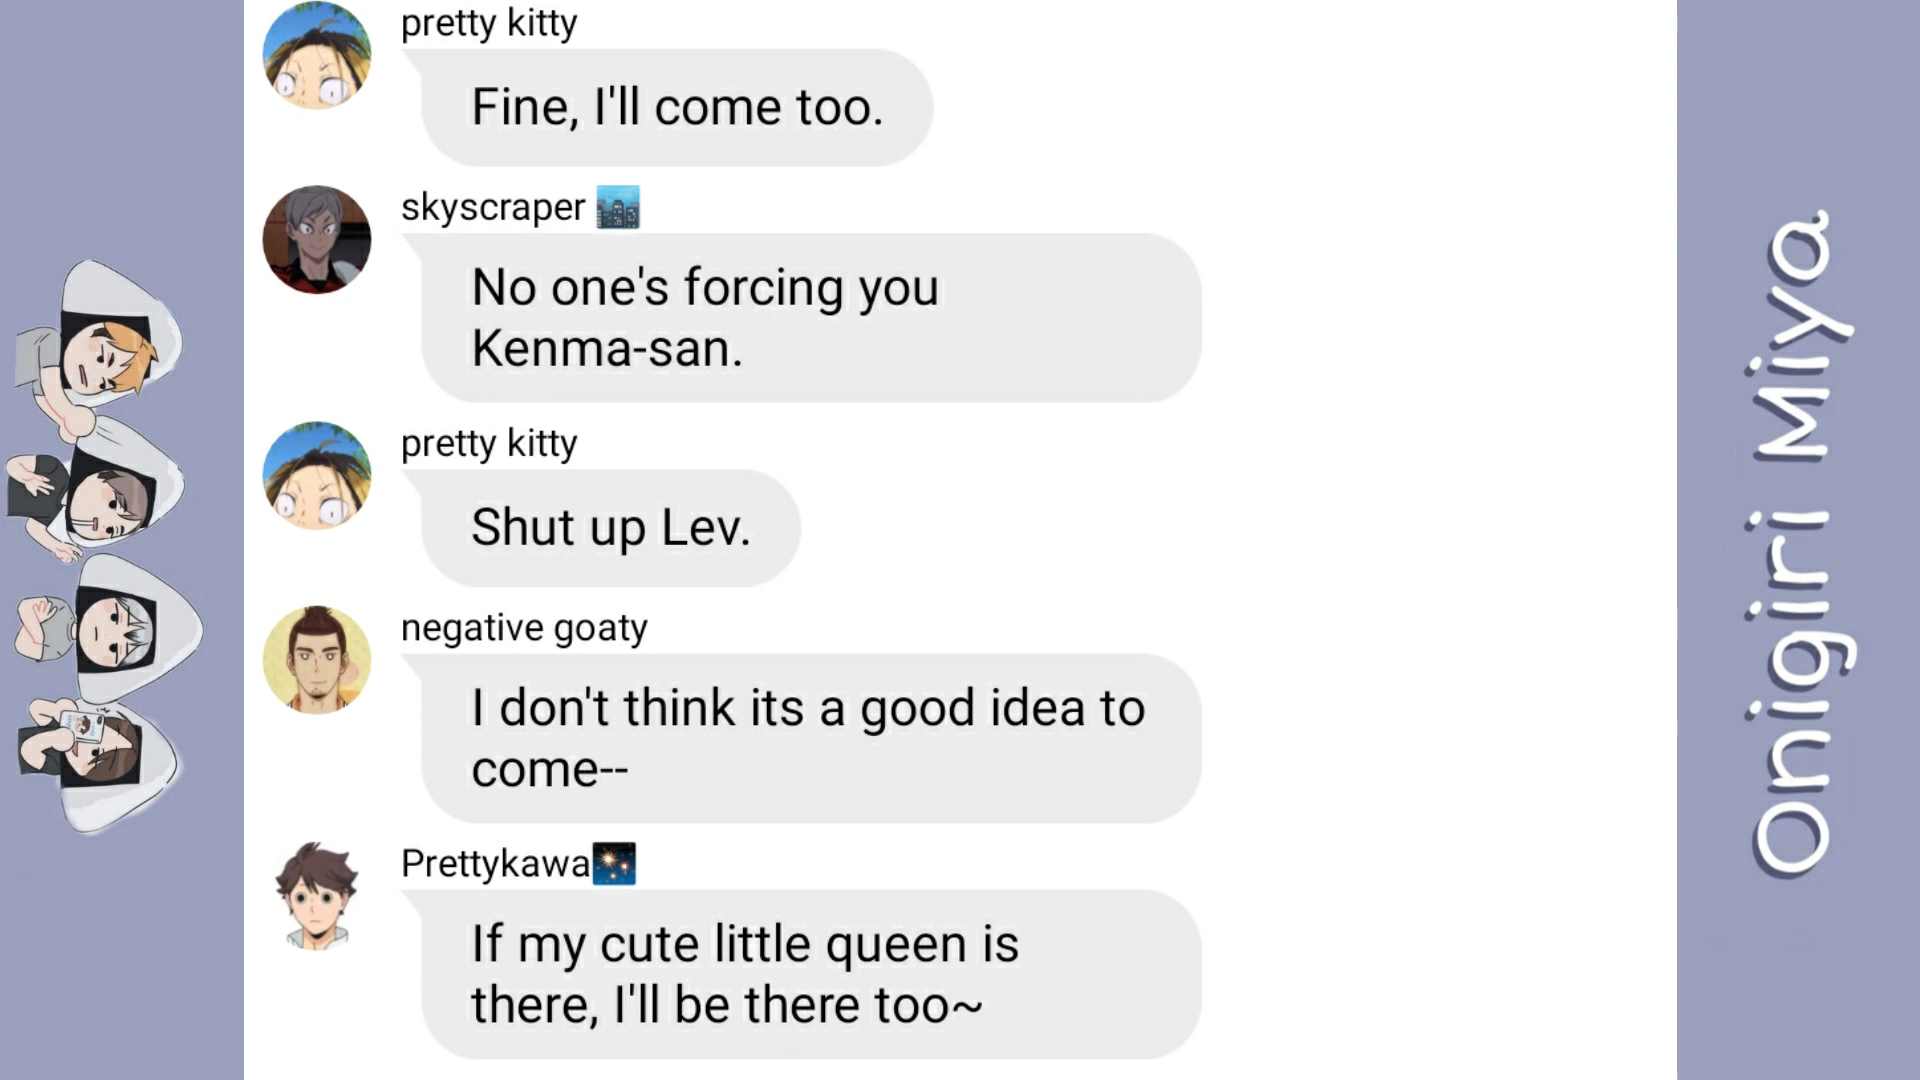 pretty kitty
Fine, I'll come too.
skyscraper 🏙️
No one's forcing you
Kenma-san.
pretty kitty
Shut up Lev.
negative goaty
I don't think its a good idea to
come--
Prettykawa🎇
If my cute little queen is
there, I'll be there too~
Onigiri Miya